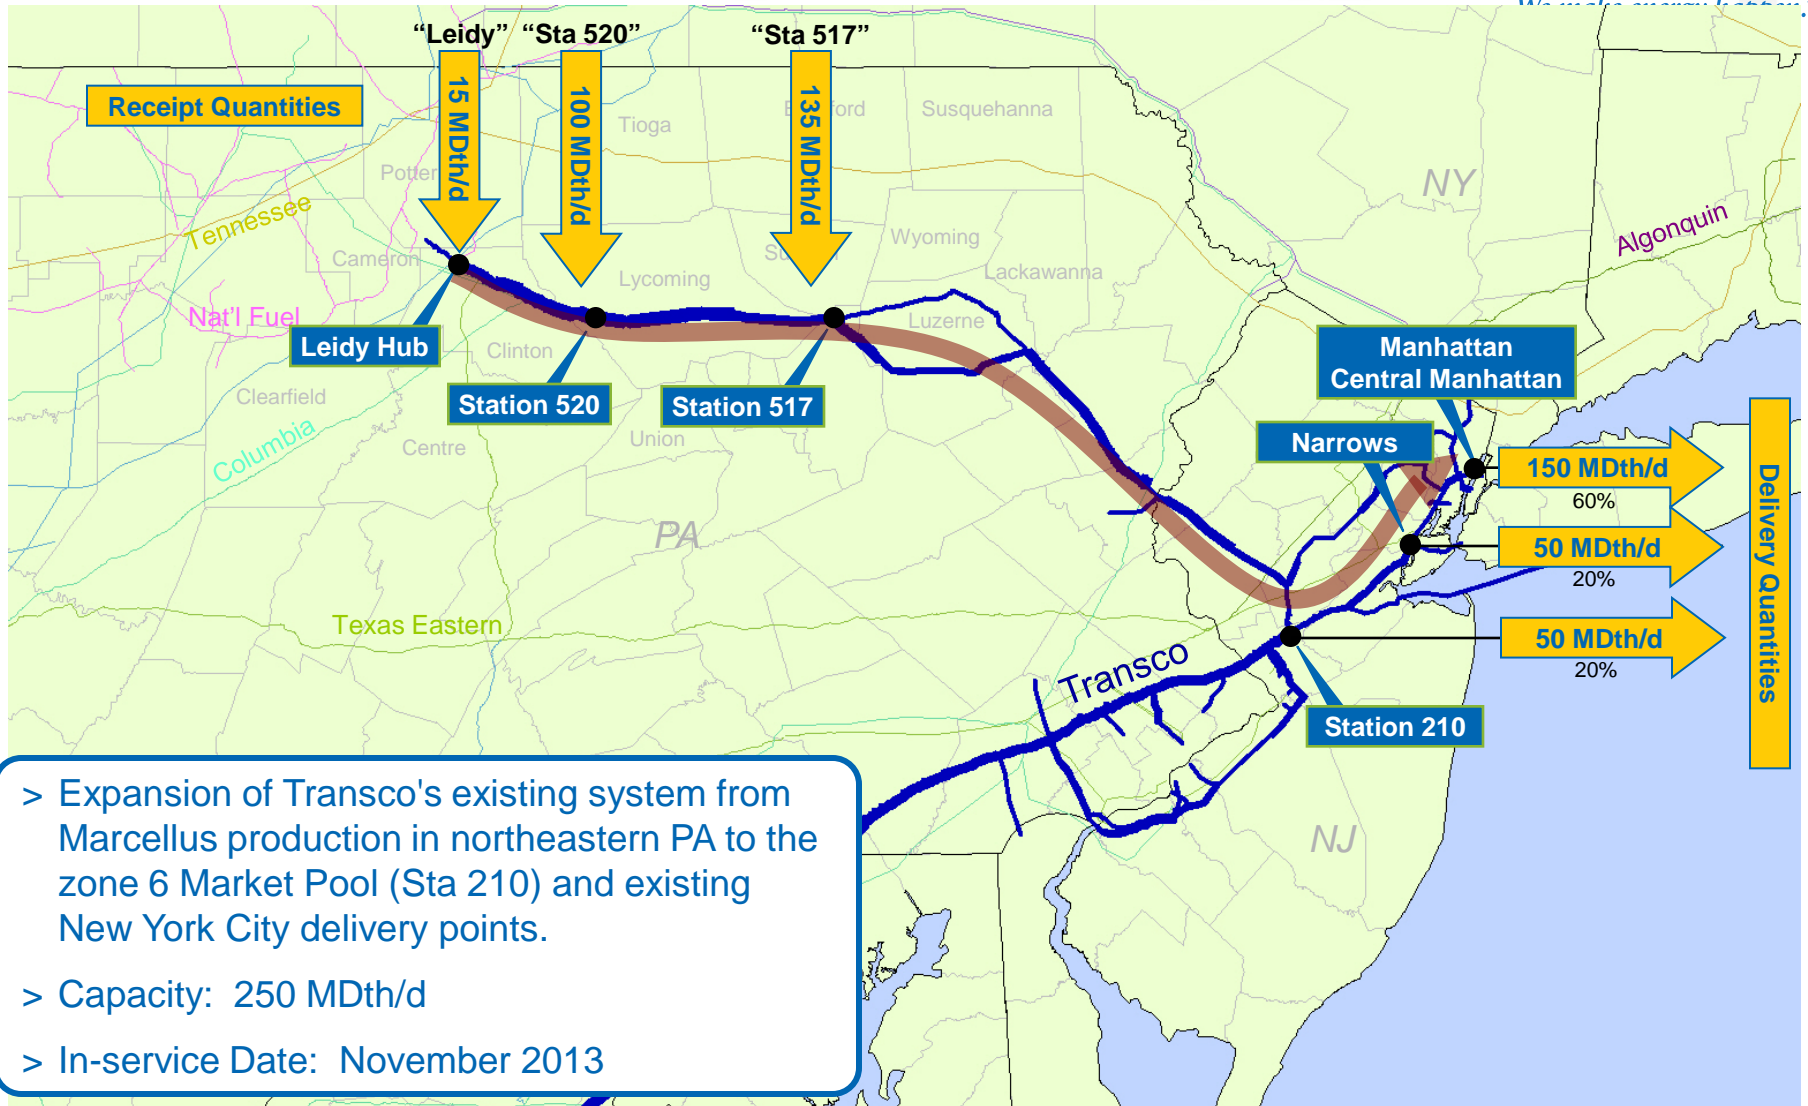 We make energy happen.
“Leidy” “Sta 520” “Sta 517”
Receipt Quantities
15 MDth/d
100 MDth/d
135 MDth/d
Tioga
Susquehanna
Potter
NY
Tennessee
Algonquin
Wyoming
Cameron
Lycoming
Lackawanna
Nat'l Fuel
Luzerne
Leidy Hub
Clinton
Manhattan
Central Manhattan
Clearfield
Station 520
Station 517
Columbia
Centre
Union
Narrows
150 MDth/d
60%
PA
50 MDth/d
20%
Delivery Quantities
Texas Eastern
50 MDth/d
20%
Transco
Station 210
NJ
> Expansion of Transco's existing system from
Marcellus production in northeastern PA to the
zone 6 Market Pool (Sta 210) and existing
New York City delivery points.
> Capacity: 250 MDth/d
> In-service Date: November 2013